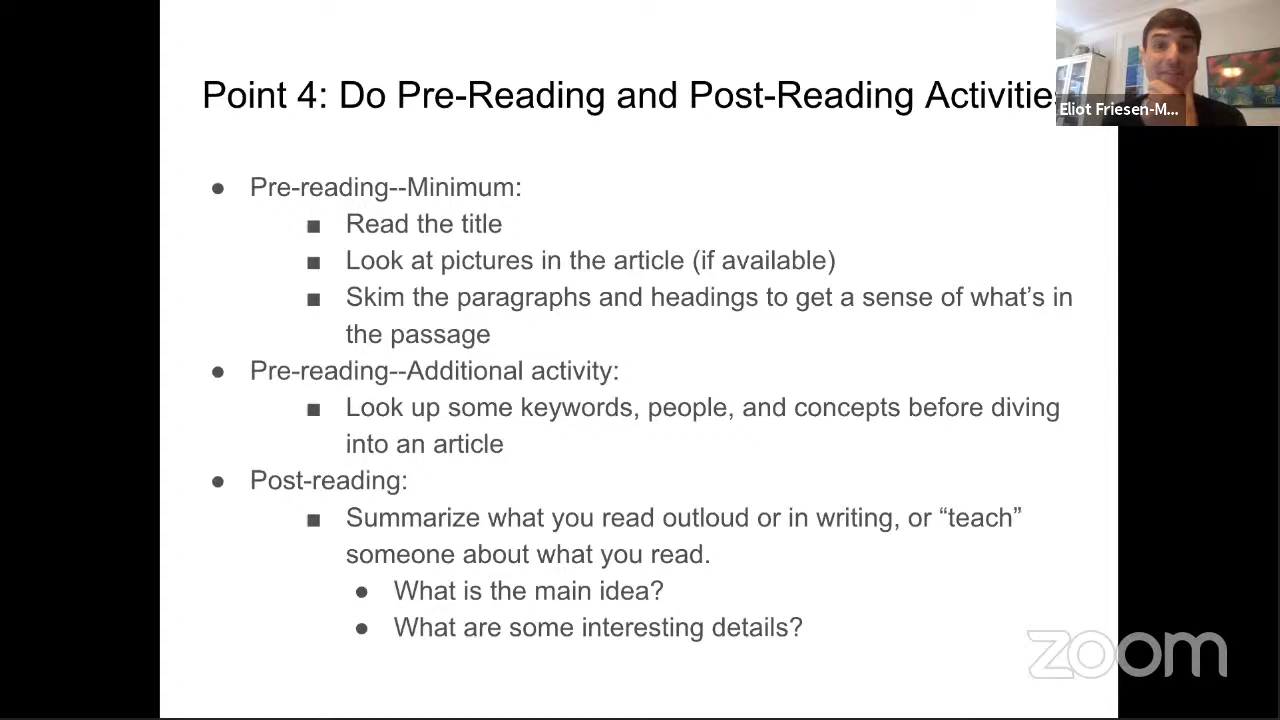 Point 4: Do Pre-Reading and Post-Reading Activitie
Eliot Friesen-M...
● Pre-reading--Minimum:
■ Read the title
■ Look at pictures in the article (if available)
■ Skim the paragraphs and headings to get a sense of what’s in
the passage
● Pre-reading--Additional activity:
■ Look up some keywords, people, and concepts before diving
into an article
● Post-reading:
■ Summarize what you read outloud or in writing, or “teach”
someone about what you read.
● What is the main idea?
● What are some interesting details?
zoom